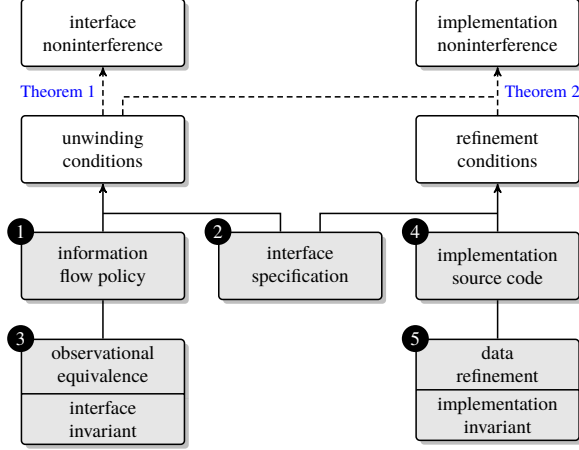 interface
noninterference
implementation
noninterference
Theorem 1
Theorem 2
unwinding
conditions
refinement
conditions
1
information
flow policy
2
interface
specification
4
implementation
source code
3
observational
equivalence
interface
invariant
5
data
refinement
implementation
invariant